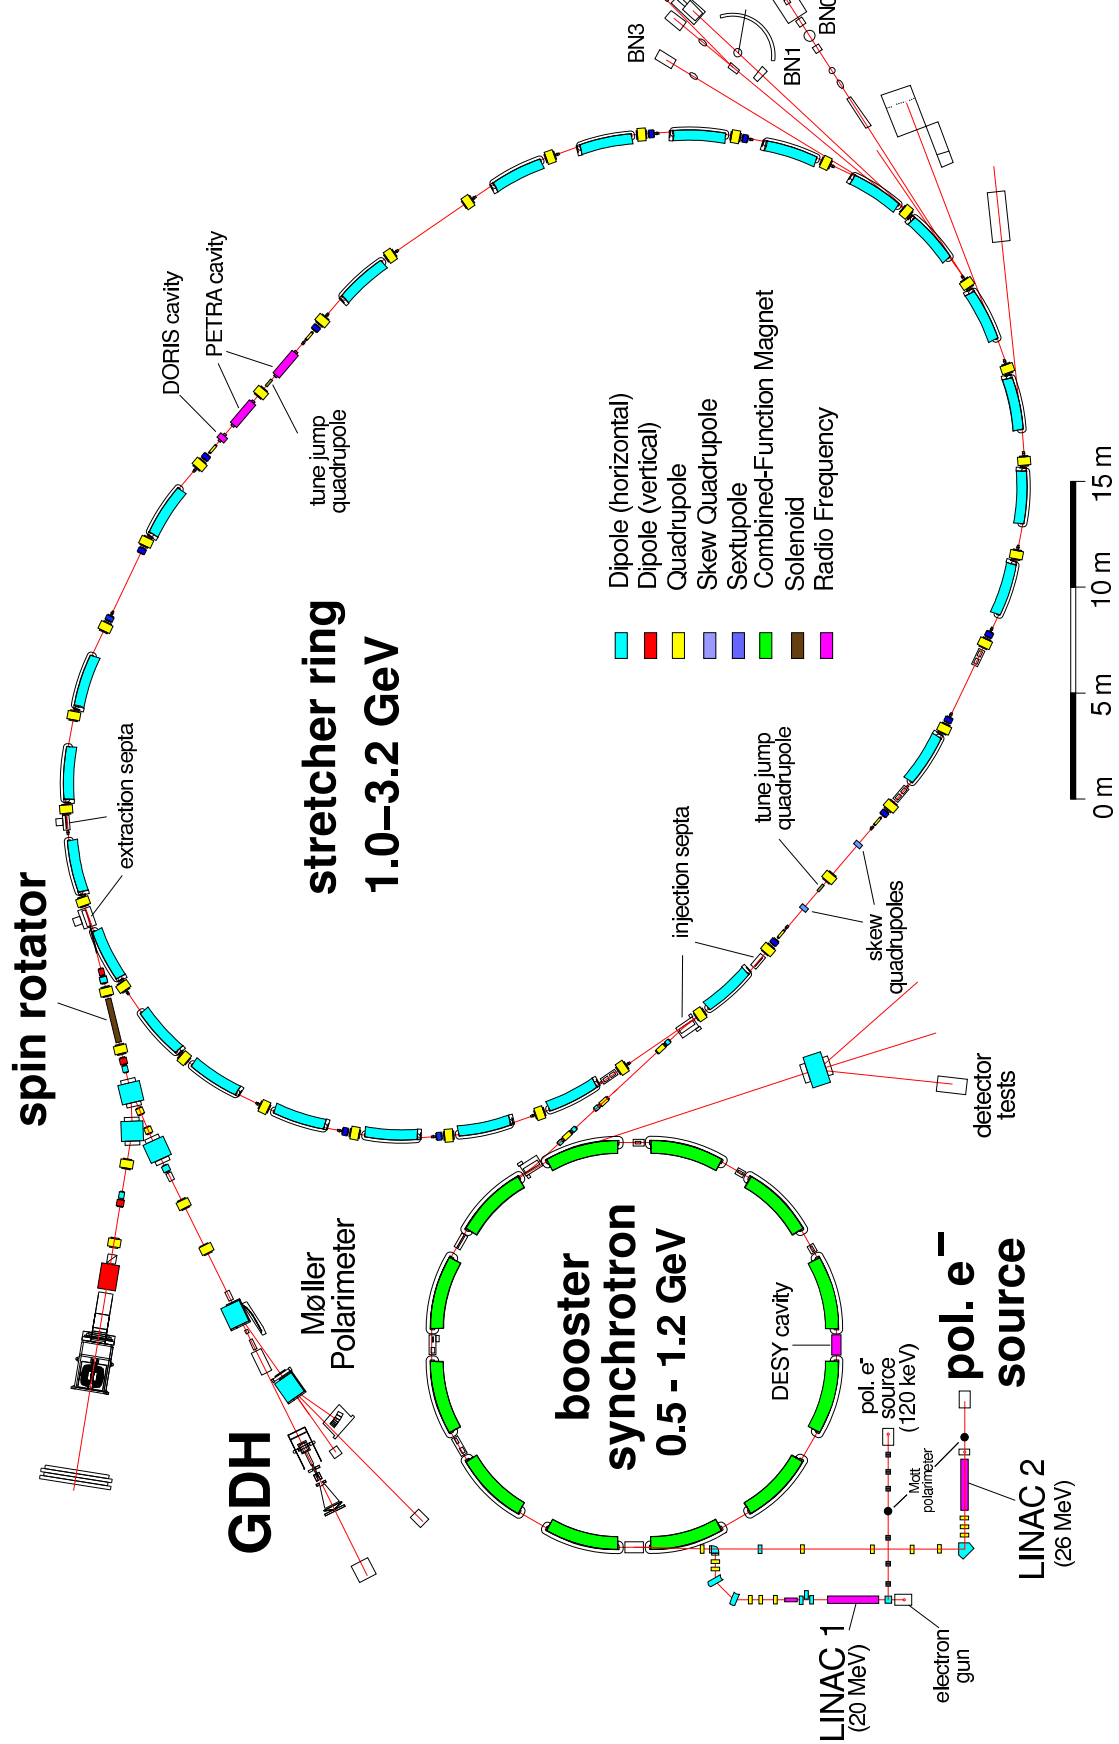 spin rotator
extraction septa
DORIS cavity
PETRA cavity
tune jump
quadrupole
BN3
BN1
stretcher ring
1.0–3.2 GeV
Dipole (horizontal)
Dipole (vertical)
Quadrupole
Skew Quadrupole
Sextupole
Combined-Function Magnet
Solenoid
Radio Frequency
injection septa
tune jump
quadrupole
skew
quadrupoles
0 m
5 m
10 m
15 m
GDH
Møller
Polarimeter
booster
synchrotron
0.5 - 1.2 GeV
DESY cavity
detector
tests
pol. e–
source
(120 keV)
pol. e–
source
Mott
polarimeter
LINAC 1
(20 MeV)
electron
gun
LINAC 2
(26 MeV)